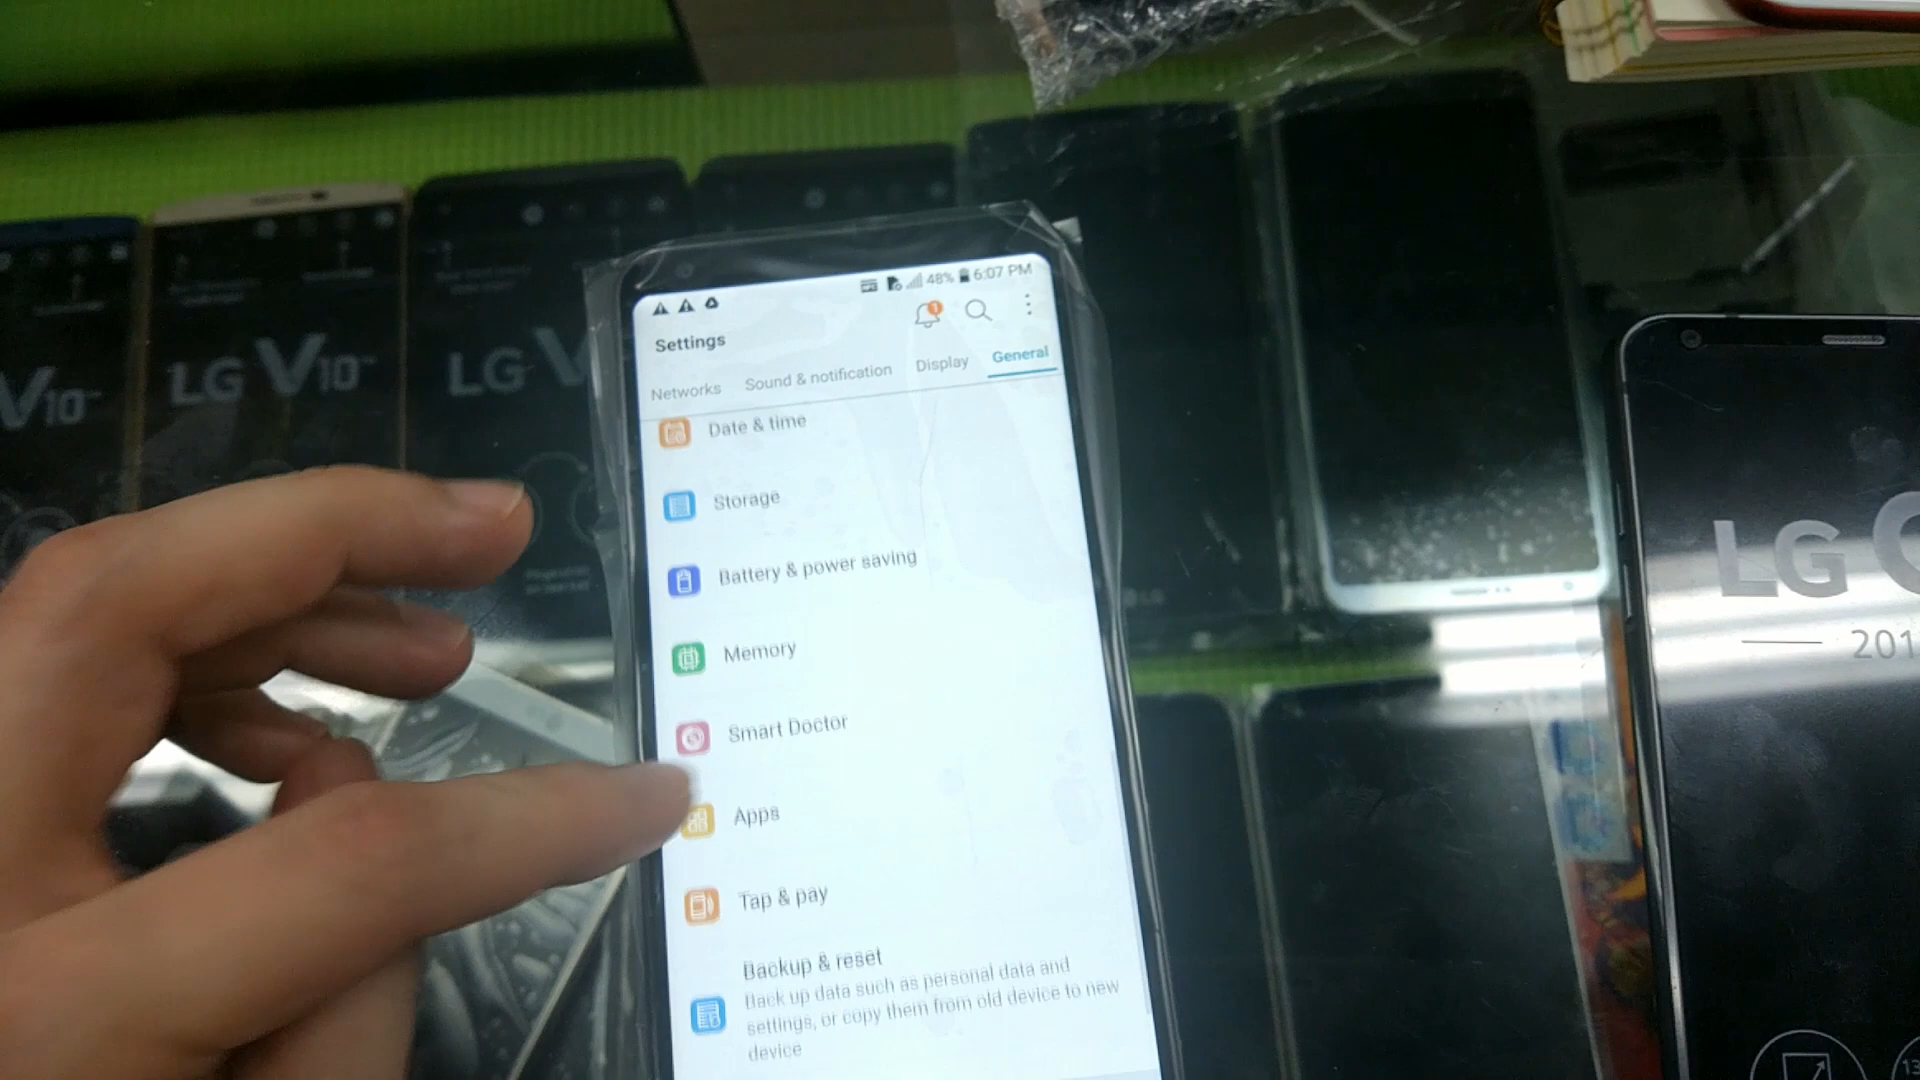 48% 6:07 PM
1
Settings
Networks Sound & notification Display General
Date & time
Storage
Battery & power saving
Memory
Smart Doctor
Apps
Tap & pay
Backup & reset
Back up data such as personal data and
settings, or copy them from old device to new
device
V10
LG V10
LG V
LG
LG
201
13